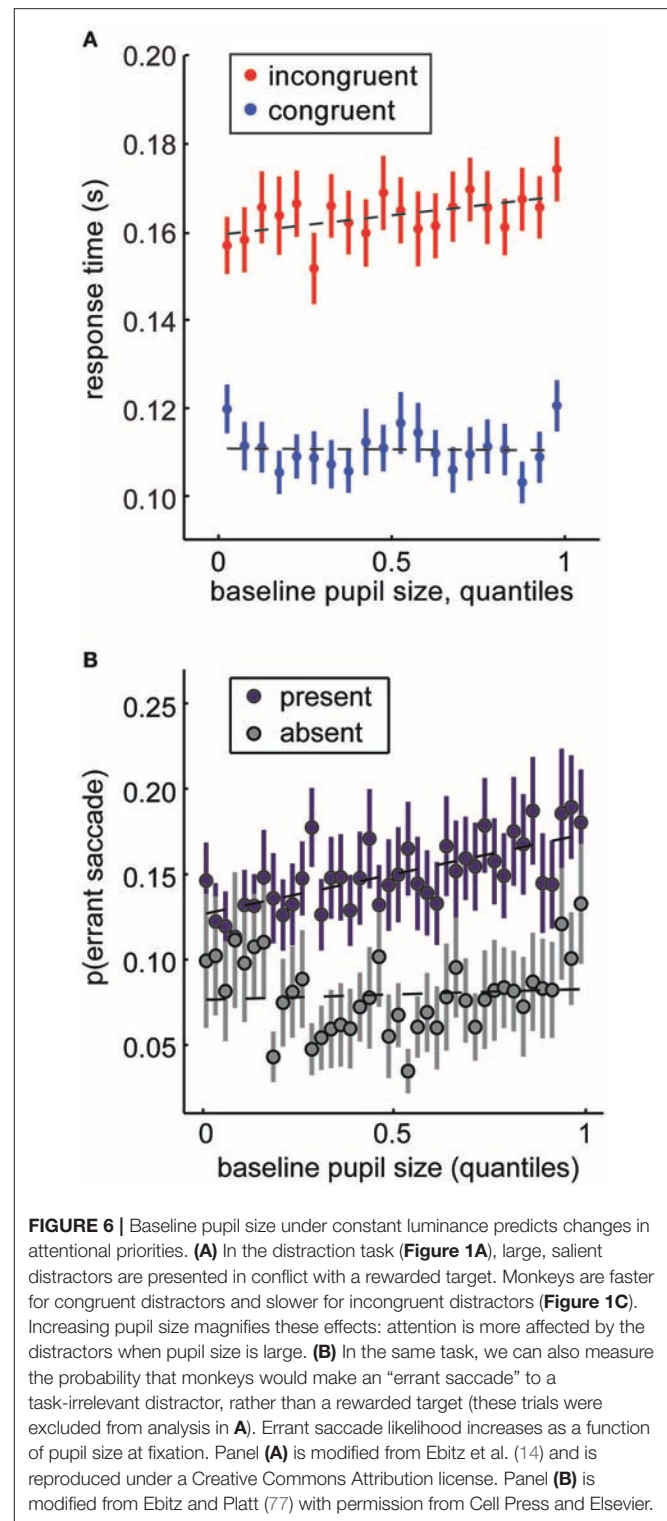 A
0.20
0.18
0.16
0.14
0.12
0.10
response time (s)
incongruent
congruent
0
0.5
1
baseline pupil size, quantiles
B
0.25
0.20
0.15
0.10
0.05
p(errant saccade)
present
absent
0
0.5
1
baseline pupil size (quantiles)
FIGURE 6 | Baseline pupil size under constant luminance predicts changes in
attentional priorities. (A) In the distraction task (Figure 1A), large, salient
distractors are presented in conflict with a rewarded target. Monkeys are faster
for congruent distractors and slower for incongruent distractors (Figure 1C).
Increasing pupil size magnifies these effects: attention is more affected by the
distractors when pupil size is large. (B) In the same task, we can also measure
the probability that monkeys would make an “errant saccade” to a
task-irrelevant distractor, rather than a rewarded target (these trials were
excluded from analysis in A). Errant saccade likelihood increases as a function
of pupil size at fixation. Panel (A) is modified from Ebitz et al. (14) and is
reproduced under a Creative Commons Attribution license. Panel (B) is
modified from Ebitz and Platt (77) with permission from Cell Press and Elsevier.